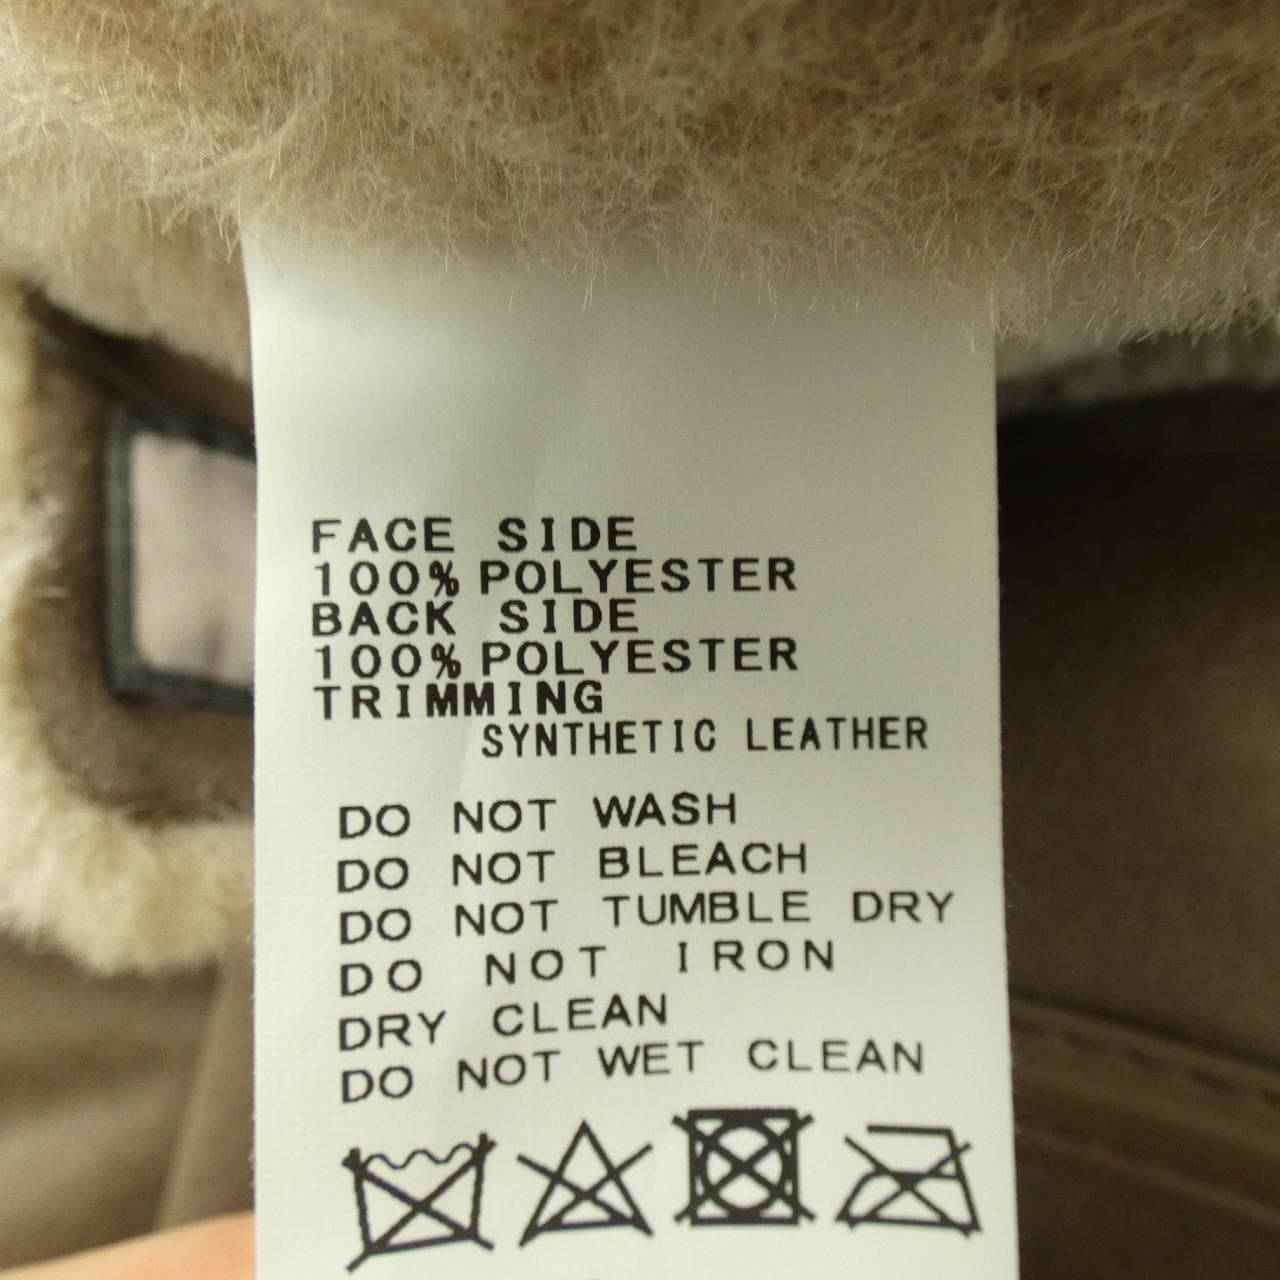 FACE SIDE
100% POLYESTER
BACK SIDE
100% POLYESTER
TRIMMING
SYNTHETIC LEATHER
DO NOT WASH
DO NOT BLEACH
DO NOT TUMBLE DRY
DO NOT IRON
DRY CLEAN
DO NOT WET CLEAN